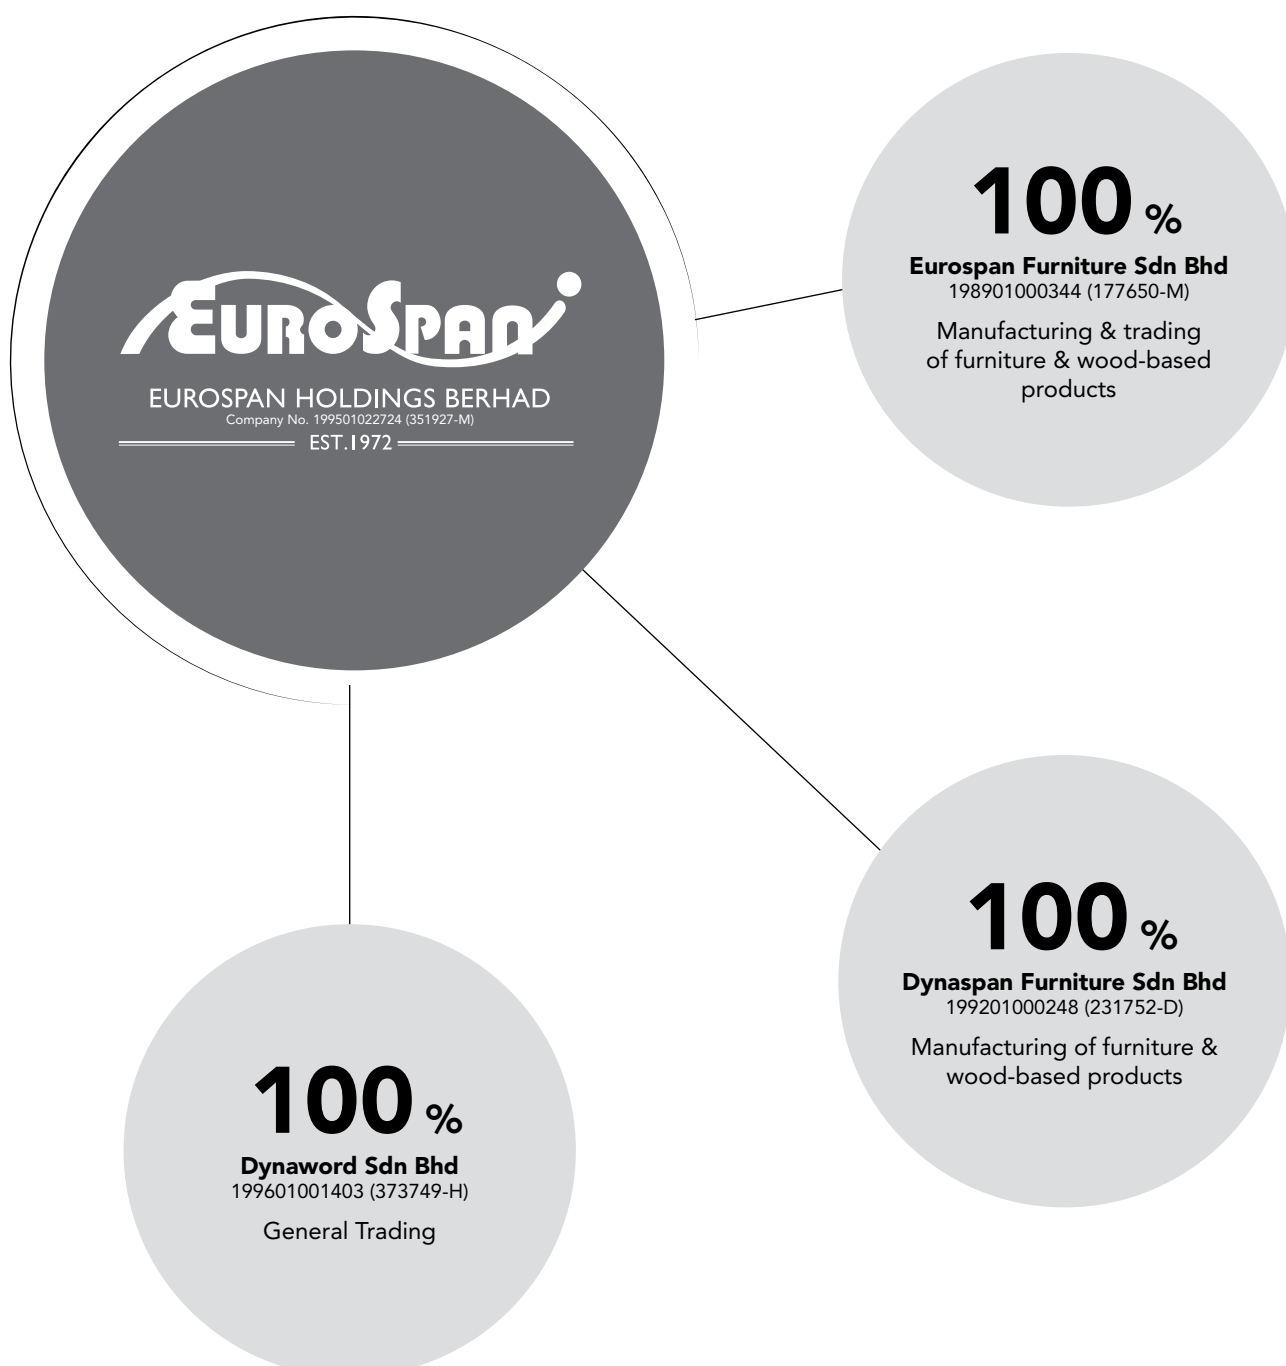 EUROSPAN
EUROSPAN HOLDINGS BERHAD
Company No. 199501022724 (351927-M)
EST.1972
100 %
Eurospan Furniture Sdn Bhd
198901000344 (177650-M)
Manufacturing & trading
of furniture & wood-based
products
100 %
Dynaspan Furniture Sdn Bhd
199201000248 (231752-D)
Manufacturing of furniture &
wood-based products
100 %
Dynaword Sdn Bhd
199601001403 (373749-H)
General Trading